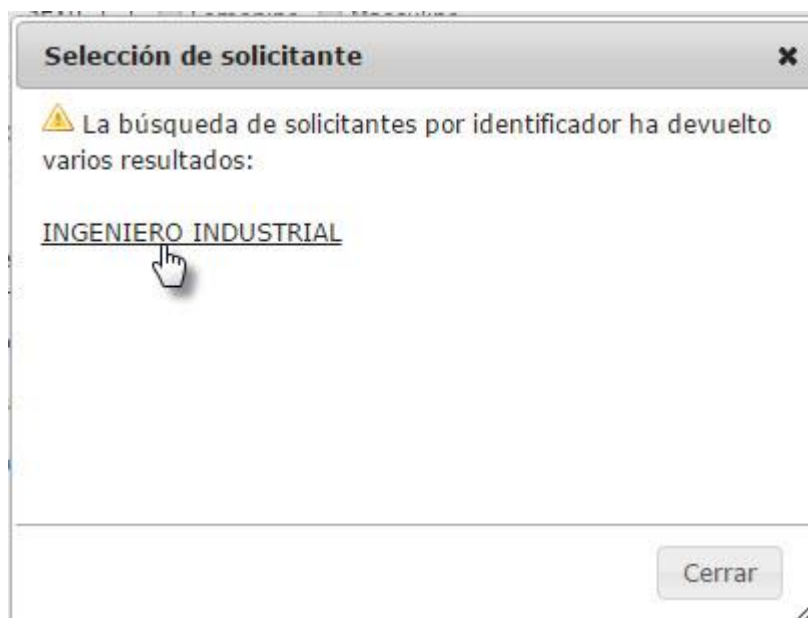 Selección de solicitante
La búsqueda de solicitantes por identificador ha devuelto
varios resultados:
INGENIERO INDUSTRIAL
Cerrar